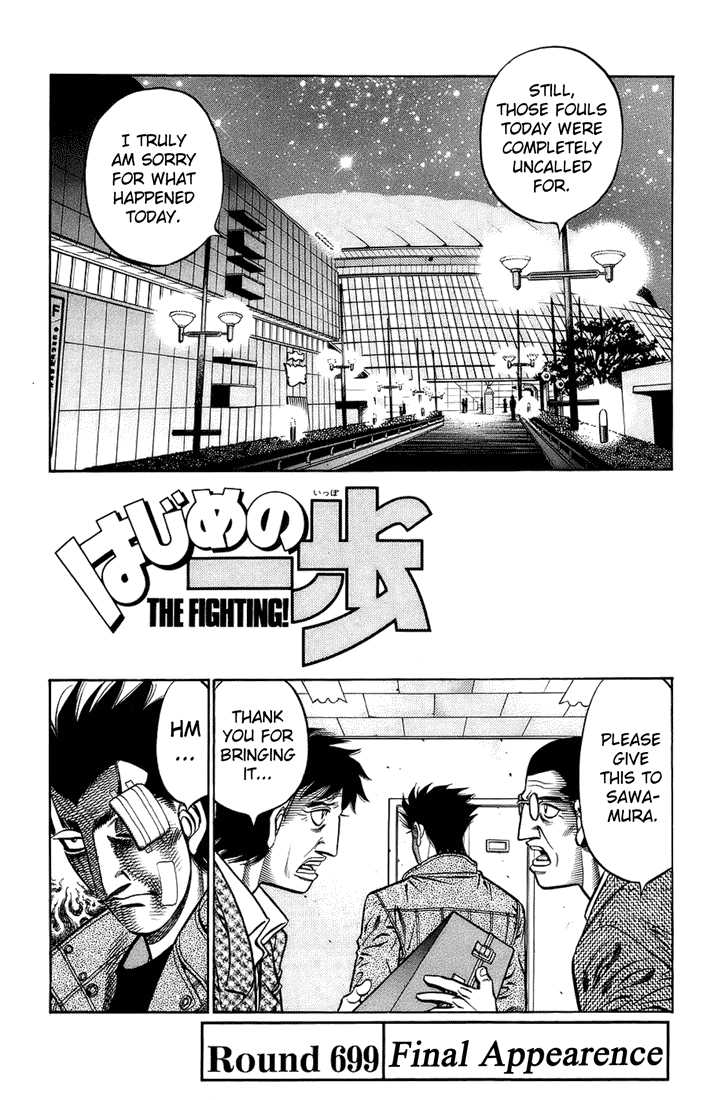 STILL,
THOSE FOULS
TODAY WERE
COMPLETELY
UNCALLED
FOR.
I TRULY
AM SORRY
FOR WHAT
HAPPENED
TODAY.
はじめの一歩
いっぽ
THE FIGHTING!
PLEASE
GIVE
THIS TO
SAWA-
MURA.
THANK
YOU FOR
BRINGING
IT...
HM
...
Round 699
Final Appearence